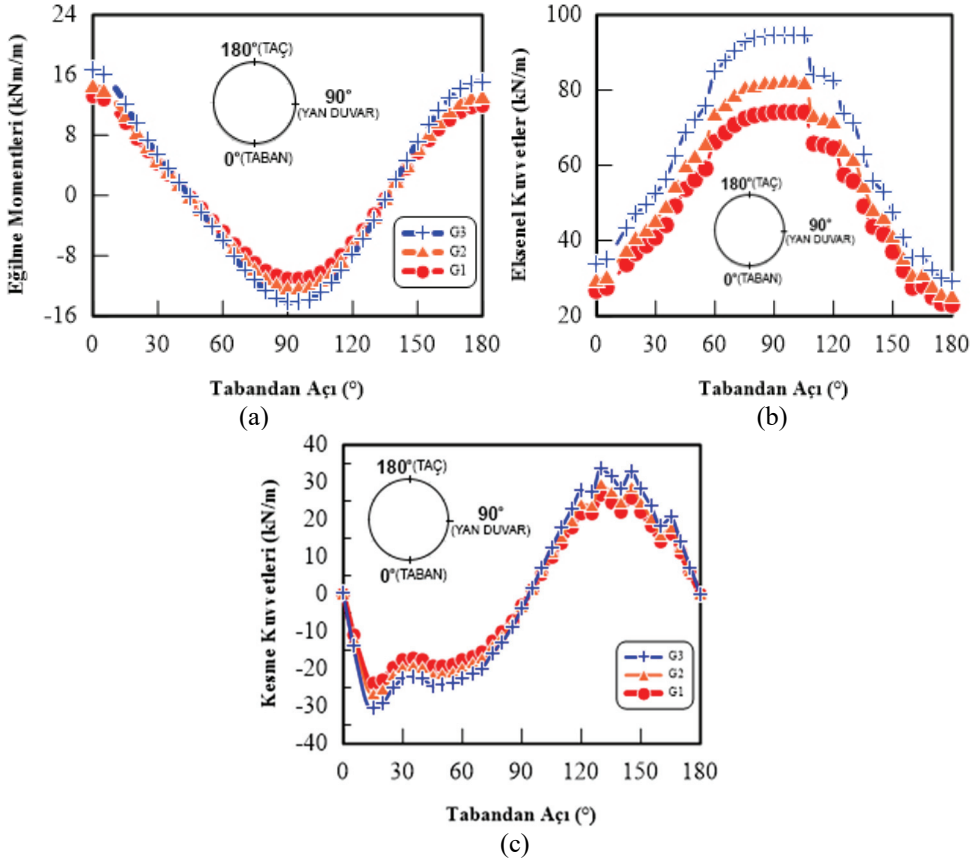 Eğilme Momentleri (kNm/m)
24
16
8
0
-8
-16
180°(TAÇ)
90°
(YAN DUVAR)
0°(TABAN)
G3
G2
G1
0 30 60 90 120 150 180
Tabandan Açı (°)
(a)
Eksenel Kuvvetler (kN/m)
100
80
60
40
20
180°(TAÇ)
90°
(YAN DUVAR)
0°(TABAN)
0 30 60 90 120 150 180
Tabandan Açı (°)
(b)
Kesme Kuvvetleri (kN/m)
40
30
20
10
0
-10
-20
-30
-40
180°(TAÇ)
90°
(YAN DUVAR)
0°(TABAN)
G3
G2
G1
0 30 60 90 120 150 180
Tabandan Açı (°)
(c)